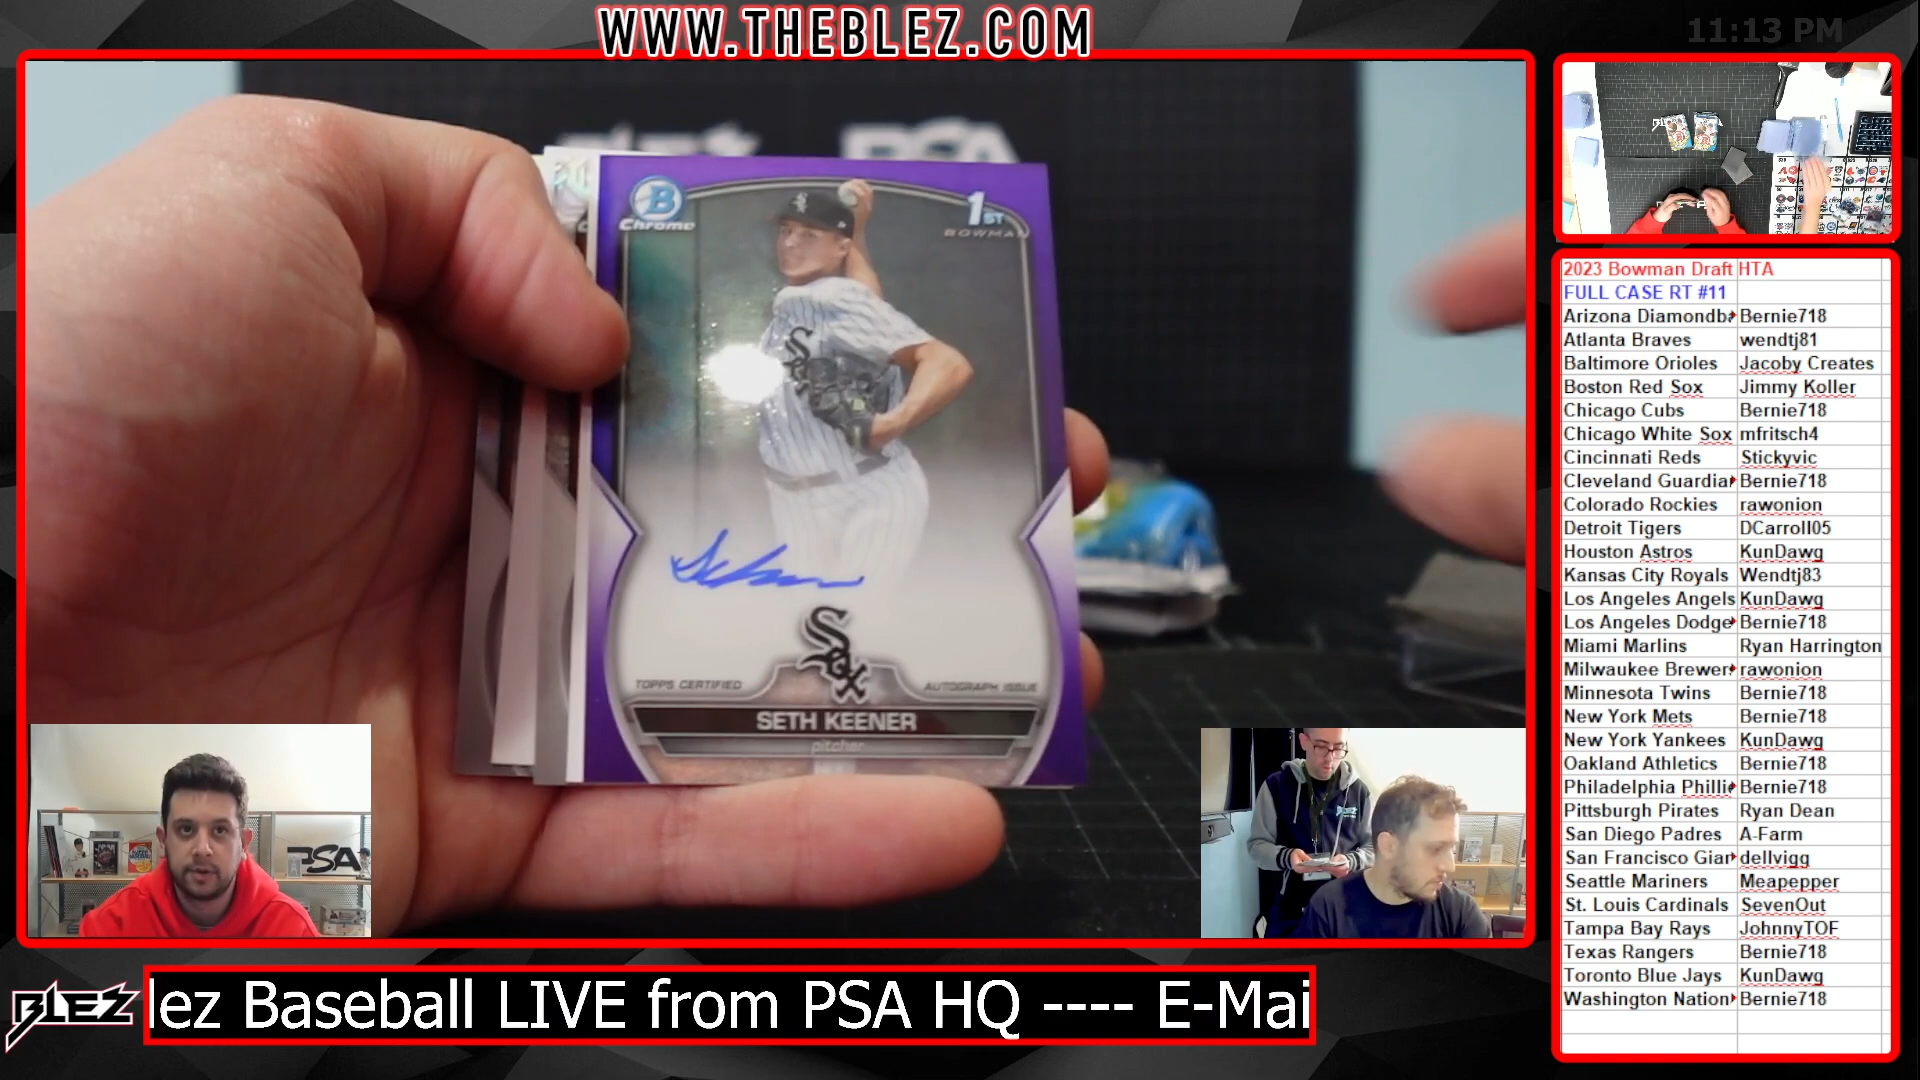 WWW.THEBLEZ.COM
11:13 PM
PSA
B
Chrome
1ST
BOWMAN
Sox
TOPPS CERTIFIED
AUTOGRAPH ISSUE
SETH KEENER
pitcher
PSA
2023 Bowman Draft HTA
FULL CASE RT #11
Arizona Diamondba Bernie718
Atlanta Braves wendtj81
Baltimore Orioles Jacoby Creates
Boston Red Sox Jimmy Koller
Chicago Cubs Bernie718
Chicago White Sox mfritsch4
Cincinnati Reds Stickyvic
Cleveland Guardia Bernie718
Colorado Rockies rawonion
Detroit Tigers DCarroll05
Houston Astros KunDawg
Kansas City Royals Wendtj83
Los Angeles Angels KunDawg
Los Angeles Dodge Bernie718
Miami Marlins Ryan Harrington
Milwaukee Brewer rawonion
Minnesota Twins Bernie718
New York Mets Bernie718
New York Yankees KunDawg
Oakland Athletics Bernie718
Philadelphia Phillie Bernie718
Pittsburgh Pirates Ryan Dean
San Diego Padres A-Farm
San Francisco Gian dellvigg
Seattle Mariners Meapepper
St. Louis Cardinals SevenOut
Tampa Bay Rays JohnnyTOF
Texas Rangers Bernie718
Toronto Blue Jays KunDawg
Washington Nation Bernie718
BLEZ
lez Baseball LIVE from PSA HQ ---- E-Mai